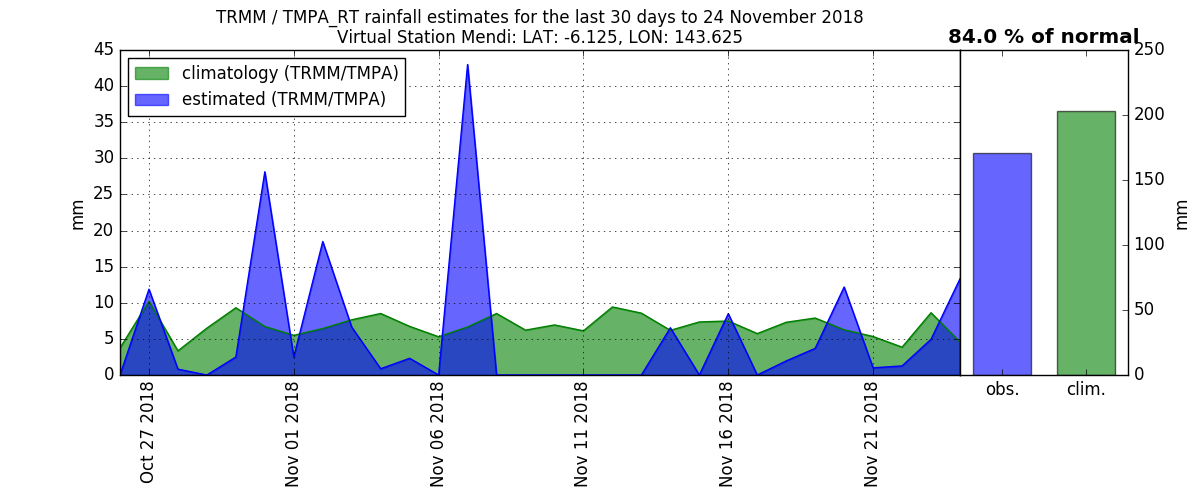 TRMM / TMPA_RT rainfall estimates for the last 30 days to 24 November 2018
Virtual Station Mendi: LAT: -6.125, LON: 143.625
84.0 % of normal
climatology (TRMM/TMPA)
estimated (TRMM/TMPA)
45
40
35
30
25
20
15
10
5
0
mm
Oct 27 2018
Nov 01 2018
Nov 06 2018
Nov 11 2018
Nov 16 2018
Nov 21 2018
250
200
150
100
50
0
mm
obs.
clim.